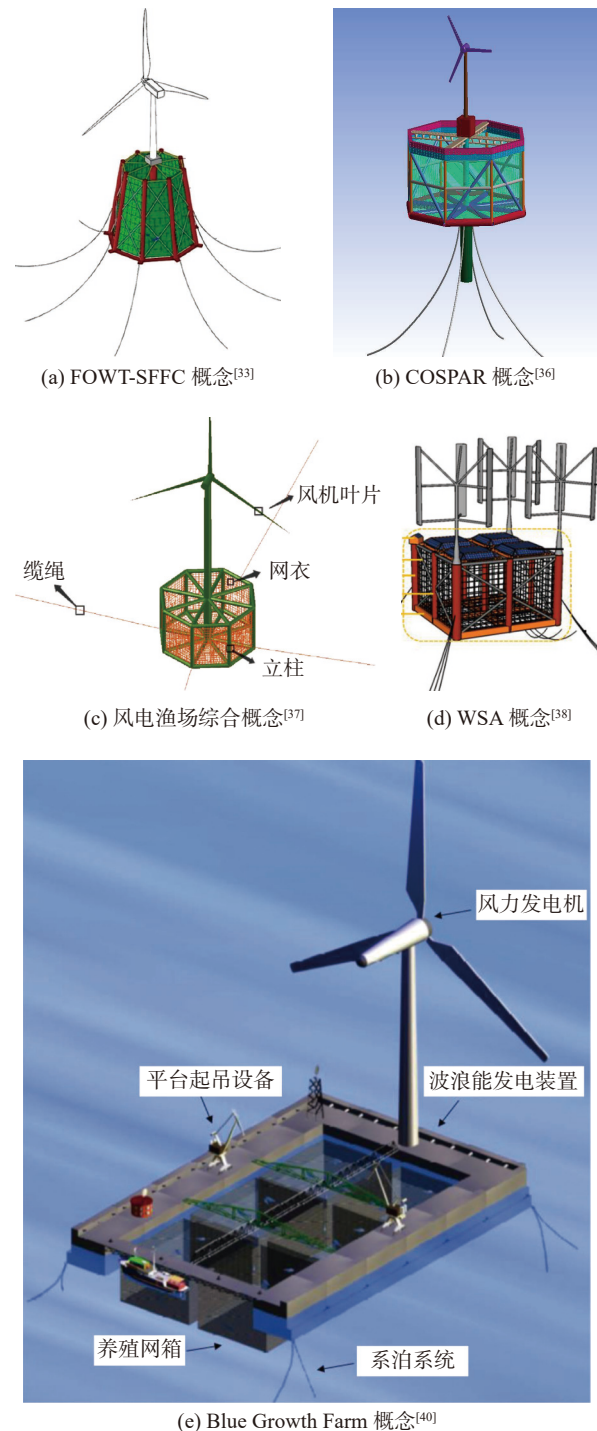 (a) FOWT-SFFC 概念[33]
(b) COSPAR 概念[36]
风机叶片
网衣
缆绳
立柱
(c) 风电渔场综合概念[37]
(d) WSA 概念[38]
风力发电机
平台起吊设备
波浪能发电装置
养殖网箱
系泊系统
(e) Blue Growth Farm 概念[40]